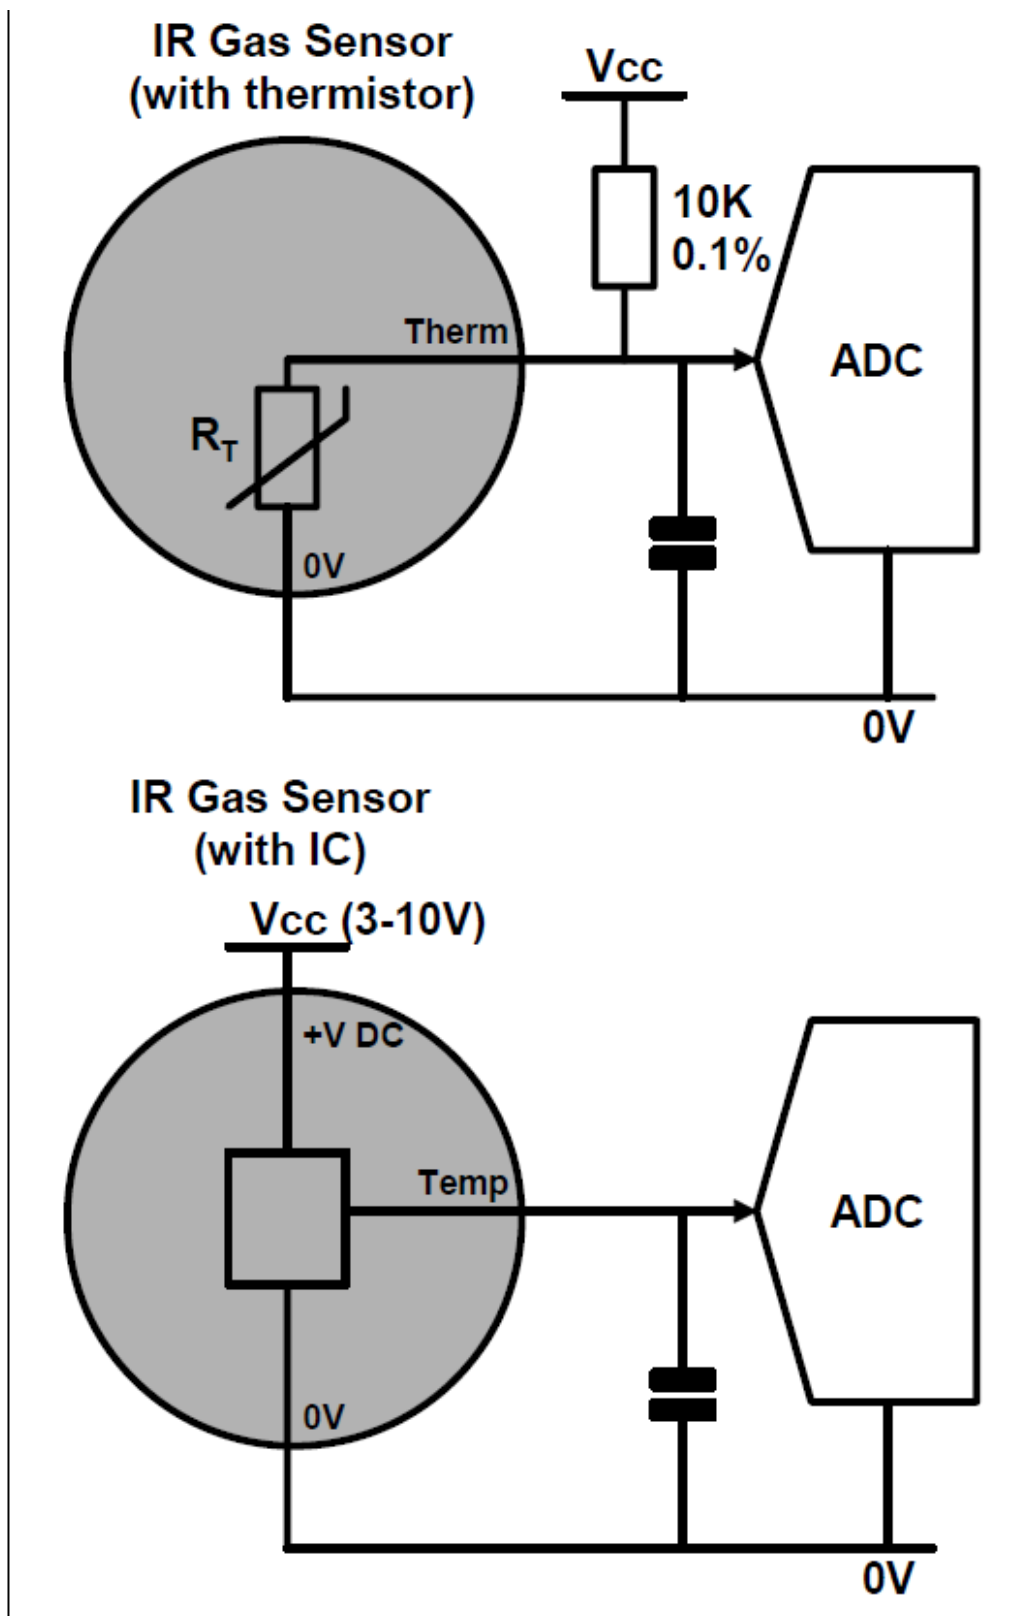 IR Gas Sensor
(with thermistor)
Vcc
10K
0.1%
Therm
ADC
RT
0V
0V
IR Gas Sensor
(with IC)
Vcc (3-10V)
+V DC
Temp
ADC
0V
0V